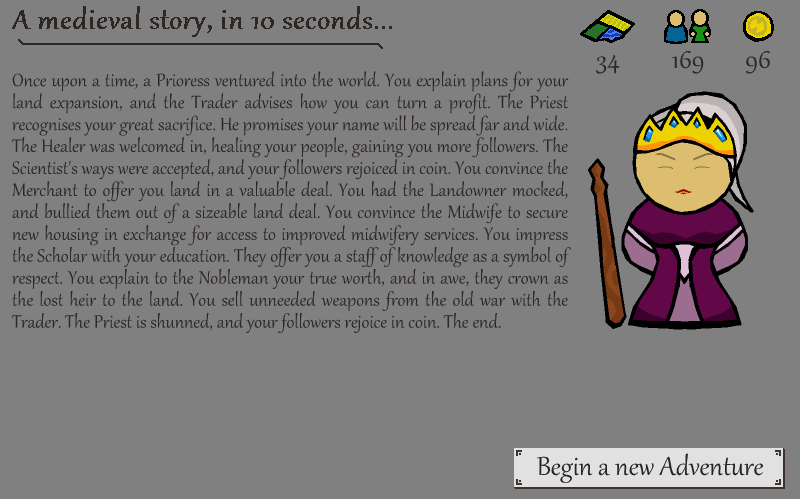 A medieval story, in 10 seconds...
34 169 96
Once upon a time, a Prioress ventured into the world. You explain plans for your
land expansion, and the Trader advises how you can turn a profit. The Priest
recognises your great sacrifice. He promises your name will be spread far and wide.
The Healer was welcomed in, healing your people, gaining you more followers. The
Scientist's ways were accepted, and your followers rejoiced in coin. You convince the
Merchant to offer you land in a valuable deal. You had the Landowner mocked,
and bullied them out of a sizeable land deal. You convince the Midwife to secure
new housing in exchange for access to improved midwifery services. You impress
the Scholar with your education. They offer you a staff of knowledge as a symbol of
respect. You explain to the Nobleman your true worth, and in awe, they crown as
the lost heir to the land. You sell unneeded weapons from the old war with the
Trader. The Priest is shunned, and your followers rejoice in coin. The end.
Begin a new Adventure